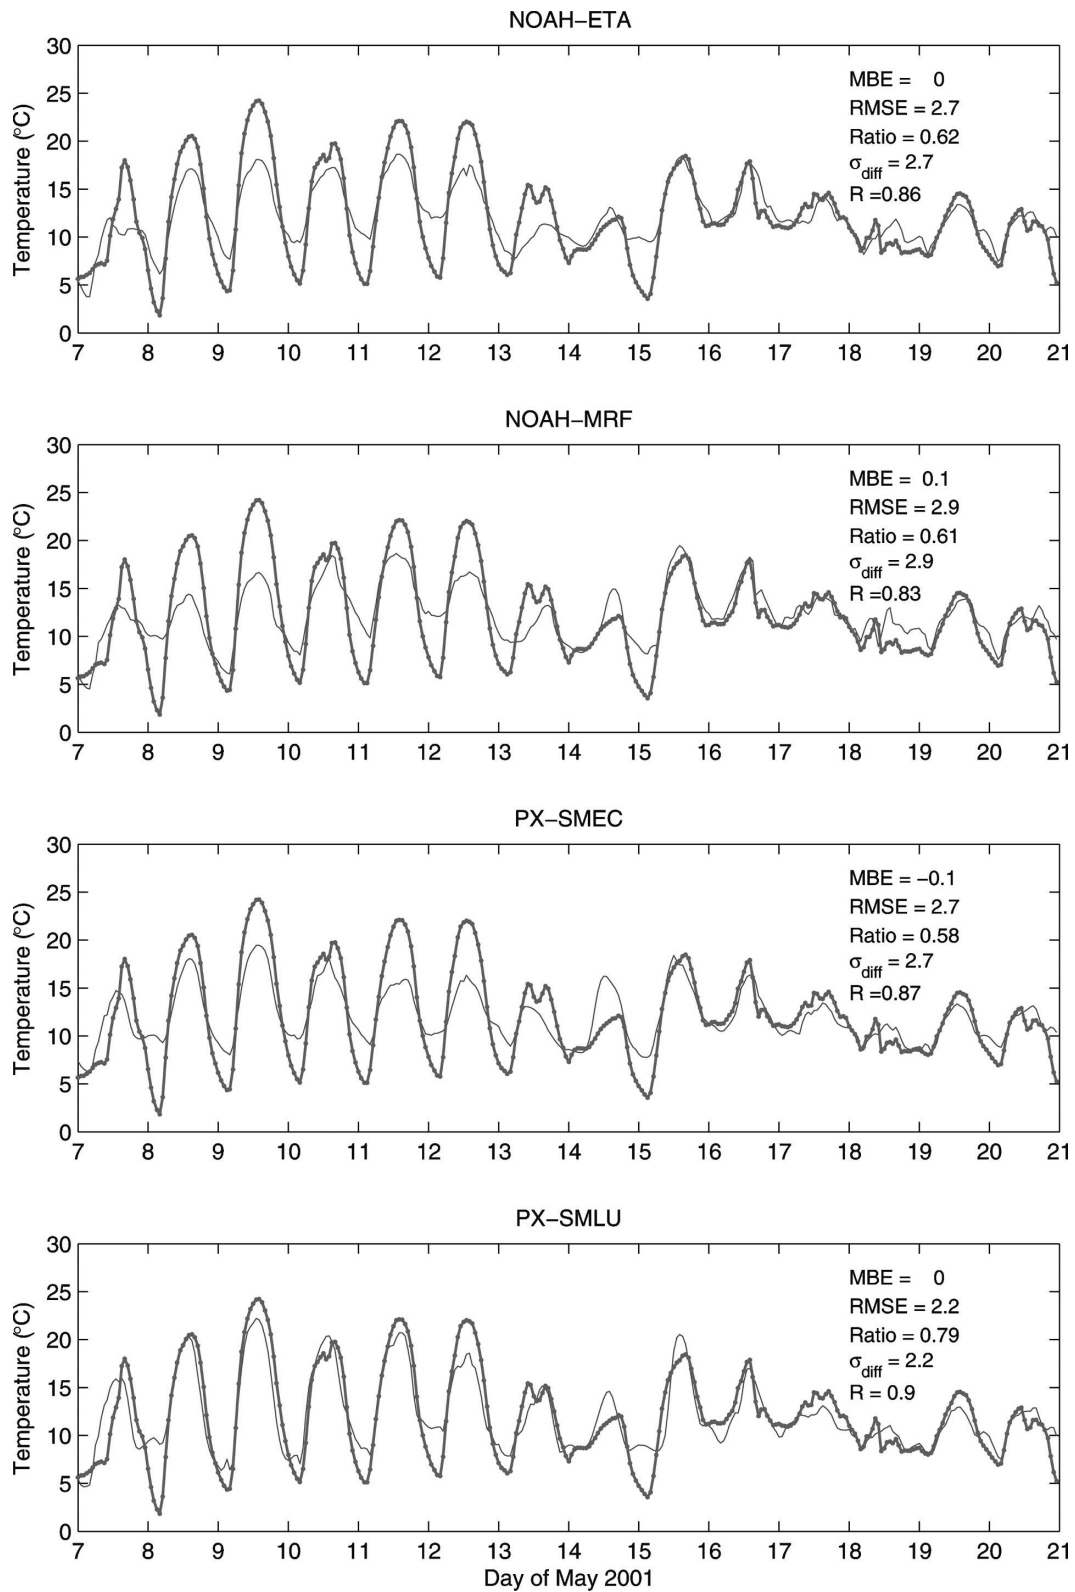 NOAH−ETA
30
25
20
15
10
5
0
Temperature (°C)
MBE = 0
RMSE = 2.7
Ratio = 0.62
σdiff = 2.7
R =0.86
7 8 9 10 11 12 13 14 15 16 17 18 19 20 21
NOAH−MRF
30
25
20
15
10
5
0
Temperature (°C)
MBE = 0.1
RMSE = 2.9
Ratio = 0.61
σdiff = 2.9
R =0.83
7 8 9 10 11 12 13 14 15 16 17 18 19 20 21
PX−SMEC
30
25
20
15
10
5
0
Temperature (°C)
MBE = −0.1
RMSE = 2.7
Ratio = 0.58
σdiff = 2.7
R =0.87
7 8 9 10 11 12 13 14 15 16 17 18 19 20 21
PX−SMLU
30
25
20
15
10
5
0
Temperature (°C)
MBE = 0
RMSE = 2.2
Ratio = 0.79
σdiff = 2.2
R = 0.9
7 8 9 10 11 12 13 14 15 16 17 18 19 20 21
Day of May 2001